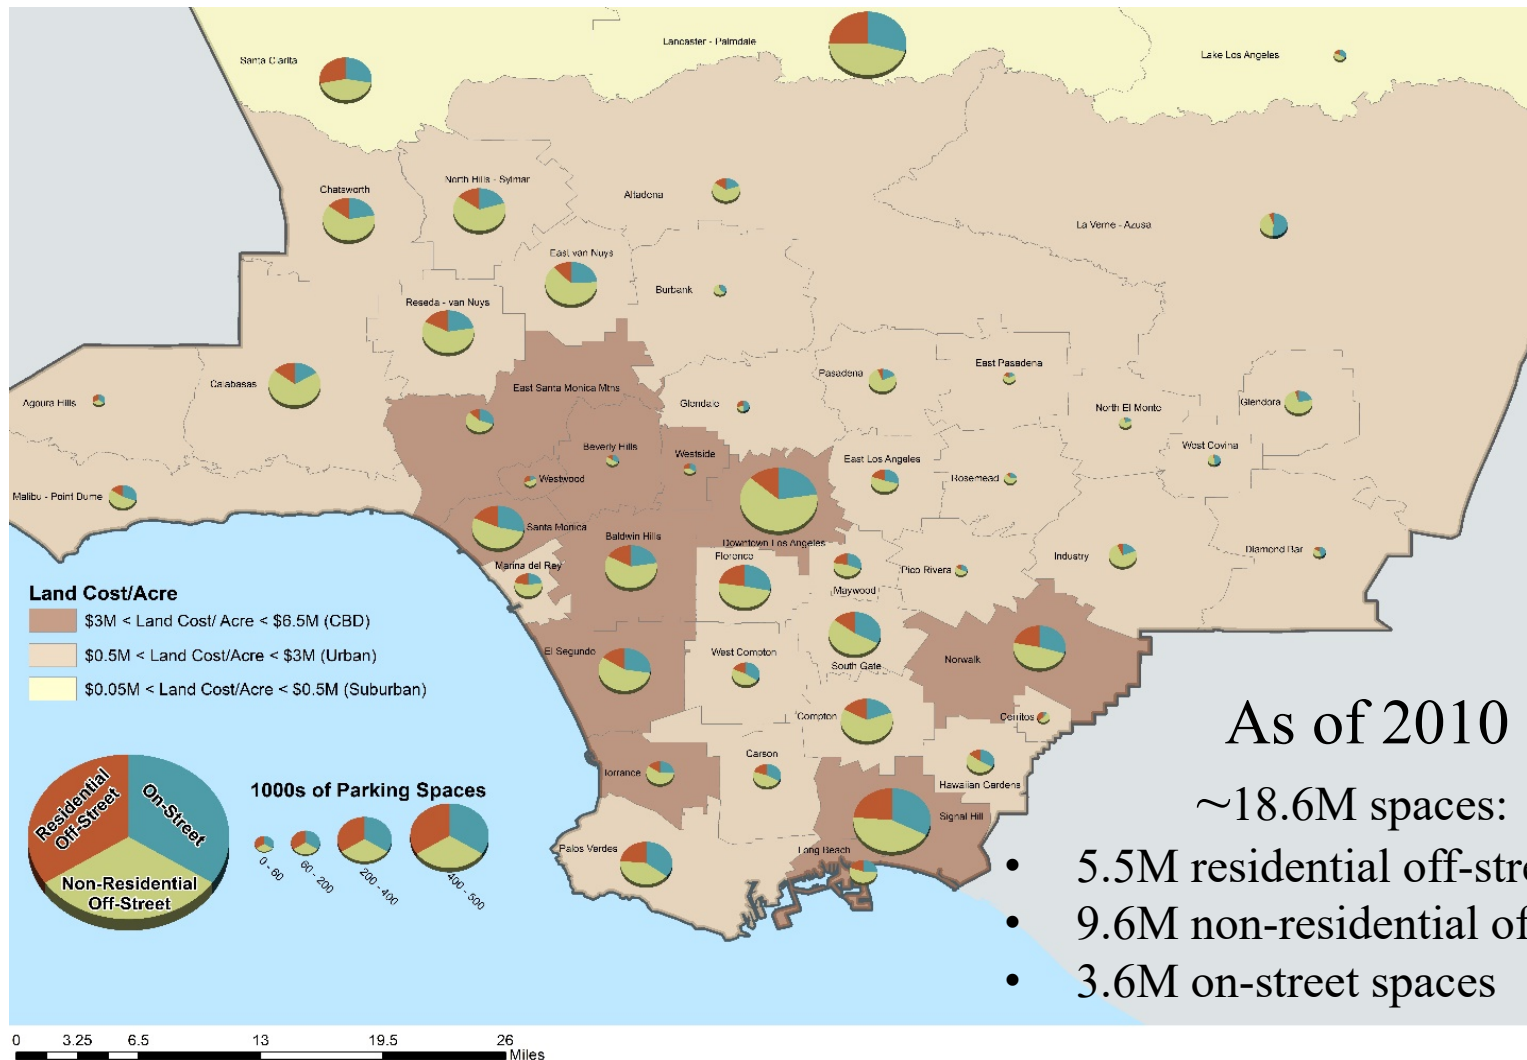 Santa Clarita
Lancaster - Palmdale
Lake Los Angeles
Chatsworth
North Hills - Sylmar
Altadena
La Verne - Azusa
East van Nuys
Burbank
Reseda - van Nuys
Agoura Hills
Calabasas
East Santa Monica Mtns
Glendale
Pasadena
East Pasadena
North El Monte
Glendora
West Covina
Beverly Hills
Westside
East Los Angeles
Rosemead
Westwood
Malibu - Point Dume
Santa Monica
Baldwin Hills
Downtown Los Angeles
Florence
Marina del Rey
Maywood
Pico Rivera
Industry
Diamond Bar
Land Cost/Acre
$3M < Land Cost/ Acre < $6.5M (CBD)
$0.5M < Land Cost/Acre < $3M (Urban)
$0.05M < Land Cost/Acre < $0.5M (Suburban)
El Segundo
West Compton
South Gate
Norwalk
Compton
Cerritos
Torrance
Carson
Hawaiian Gardens
Signal Hill
Palos Verdes
Long Beach
Residential
Off-Street
On-Street
Non-Residential
Off-Street
1000s of Parking Spaces
0 - 60
60 - 200
200 - 400
400 - 500
As of 2010
~18.6M spaces:
• 5.5M residential off-stre
• 9.6M non-residential of
• 3.6M on-street spaces
0 3.25 6.5 13 19.5 26
Miles